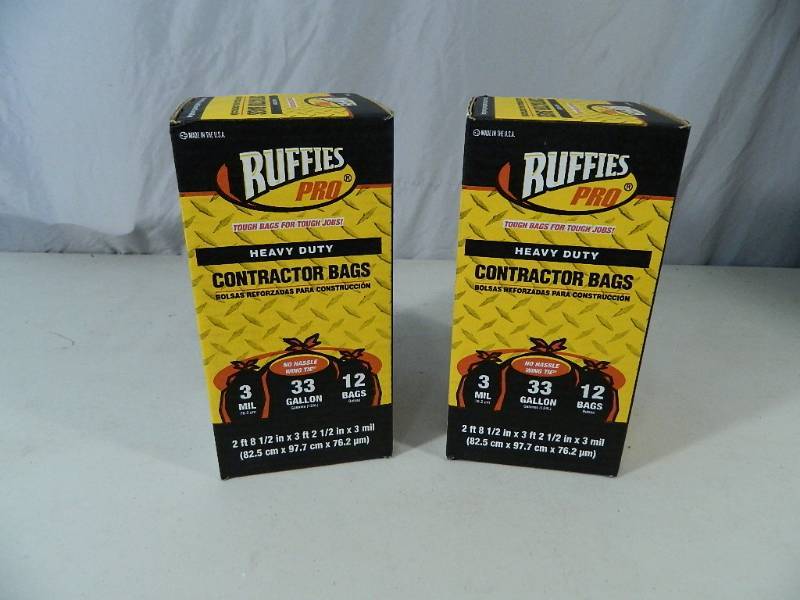 MADE IN THE U.S.A.
RUFFIES
PRO®
TOUGH BAGS FOR TOUGH JOBS!
HEAVY DUTY
CONTRACTOR BAGS
BOLSAS REFORZADAS PARA CONSTRUCCIÓN
NO HASSLE
WING TIE
3
MIL
33
GALLON
12
BAGS
2 ft 8 1/2 in x 3 ft 2 1/2 in x 3 mil
(82.5 cm x 97.7 cm x 76.2 µm)
MADE IN THE U.S.A.
RUFFIES
PRO®
TOUGH BAGS FOR TOUGH JOBS!
HEAVY DUTY
CONTRACTOR BAGS
BOLSAS REFORZADAS PARA CONSTRUCCIÓN
NO HASSLE
WING TIE
3
MIL
33
GALLON
12
BAGS
2 ft 8 1/2 in x 3 ft 2 1/2 in x 3 mil
(82.5 cm x 97.7 cm x 76.2 µm)